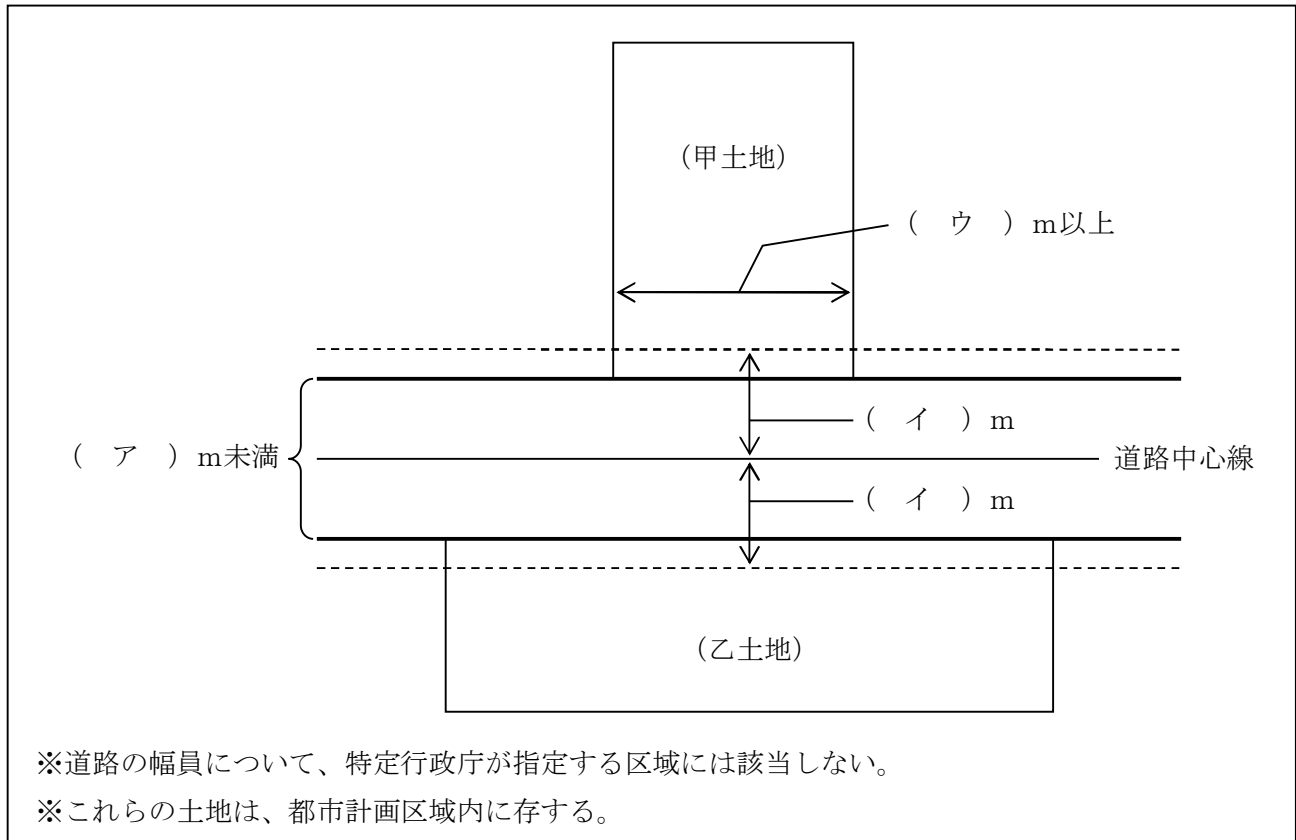 (甲土地)
( ウ )m以上
( イ )m
( ア )m未満
道路中心線
( イ )m
(乙土地)
※道路の幅員について、特定行政庁が指定する区域には該当しない。
※これらの土地は、都市計画区域内に存する。